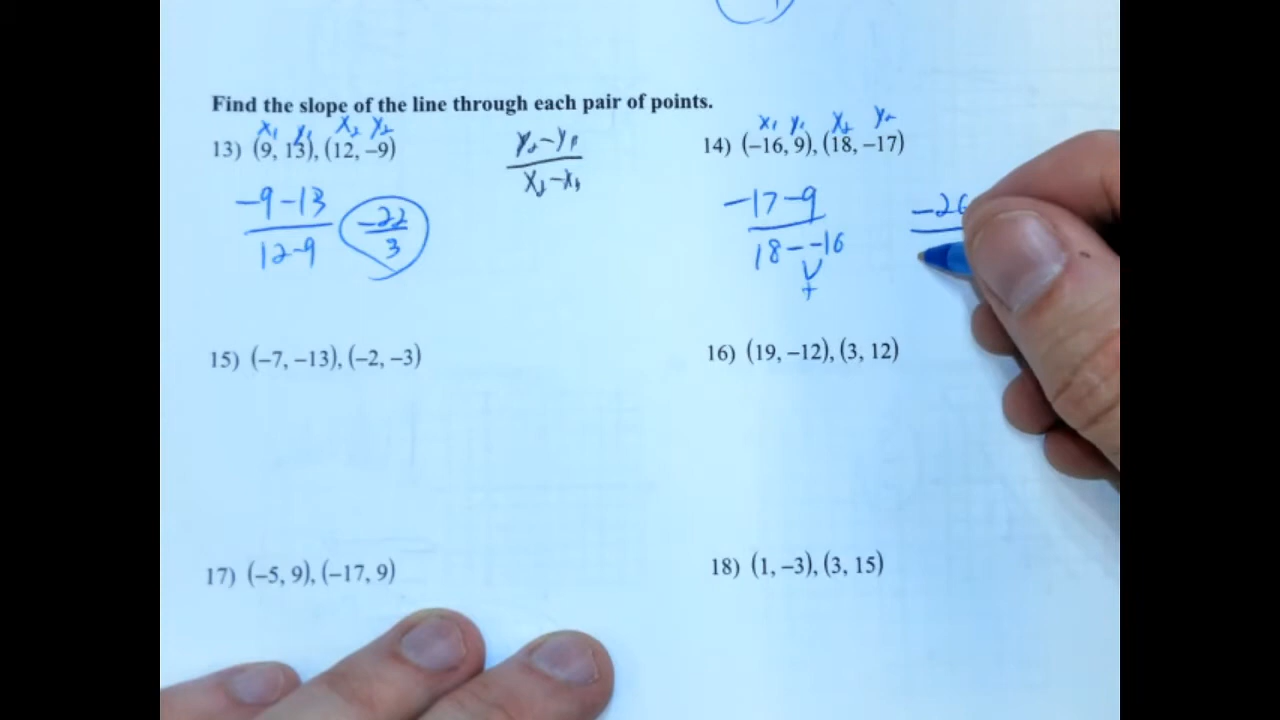 Find the slope of the line through each pair of points.
x₁ y₁ x₂ y₂
13) (9, 13), (12, −9)
y₂-y₁
x₂-x₁
-9-13
12-9
-22
3
x₁ y₁ x₂ y₂
14) (−16, 9), (18, −17)
-17-9
18--16
+
-26
15) (−7, −13), (−2, −3)
16) (19, −12), (3, 12)
17) (−5, 9), (−17, 9)
18) (1, −3), (3, 15)